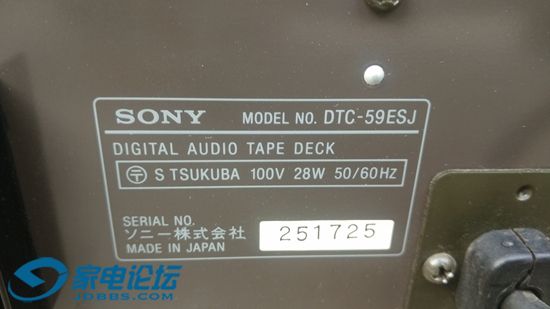 SONY MODEL NO. DTC-59ESJ
DIGITAL AUDIO TAPE DECK
〒 S TSUKUBA 100V 28W 50/60Hz
SERIAL NO.
ソニー株式会社 251725
MADE IN JAPAN
家电论坛
JDBBS.COM